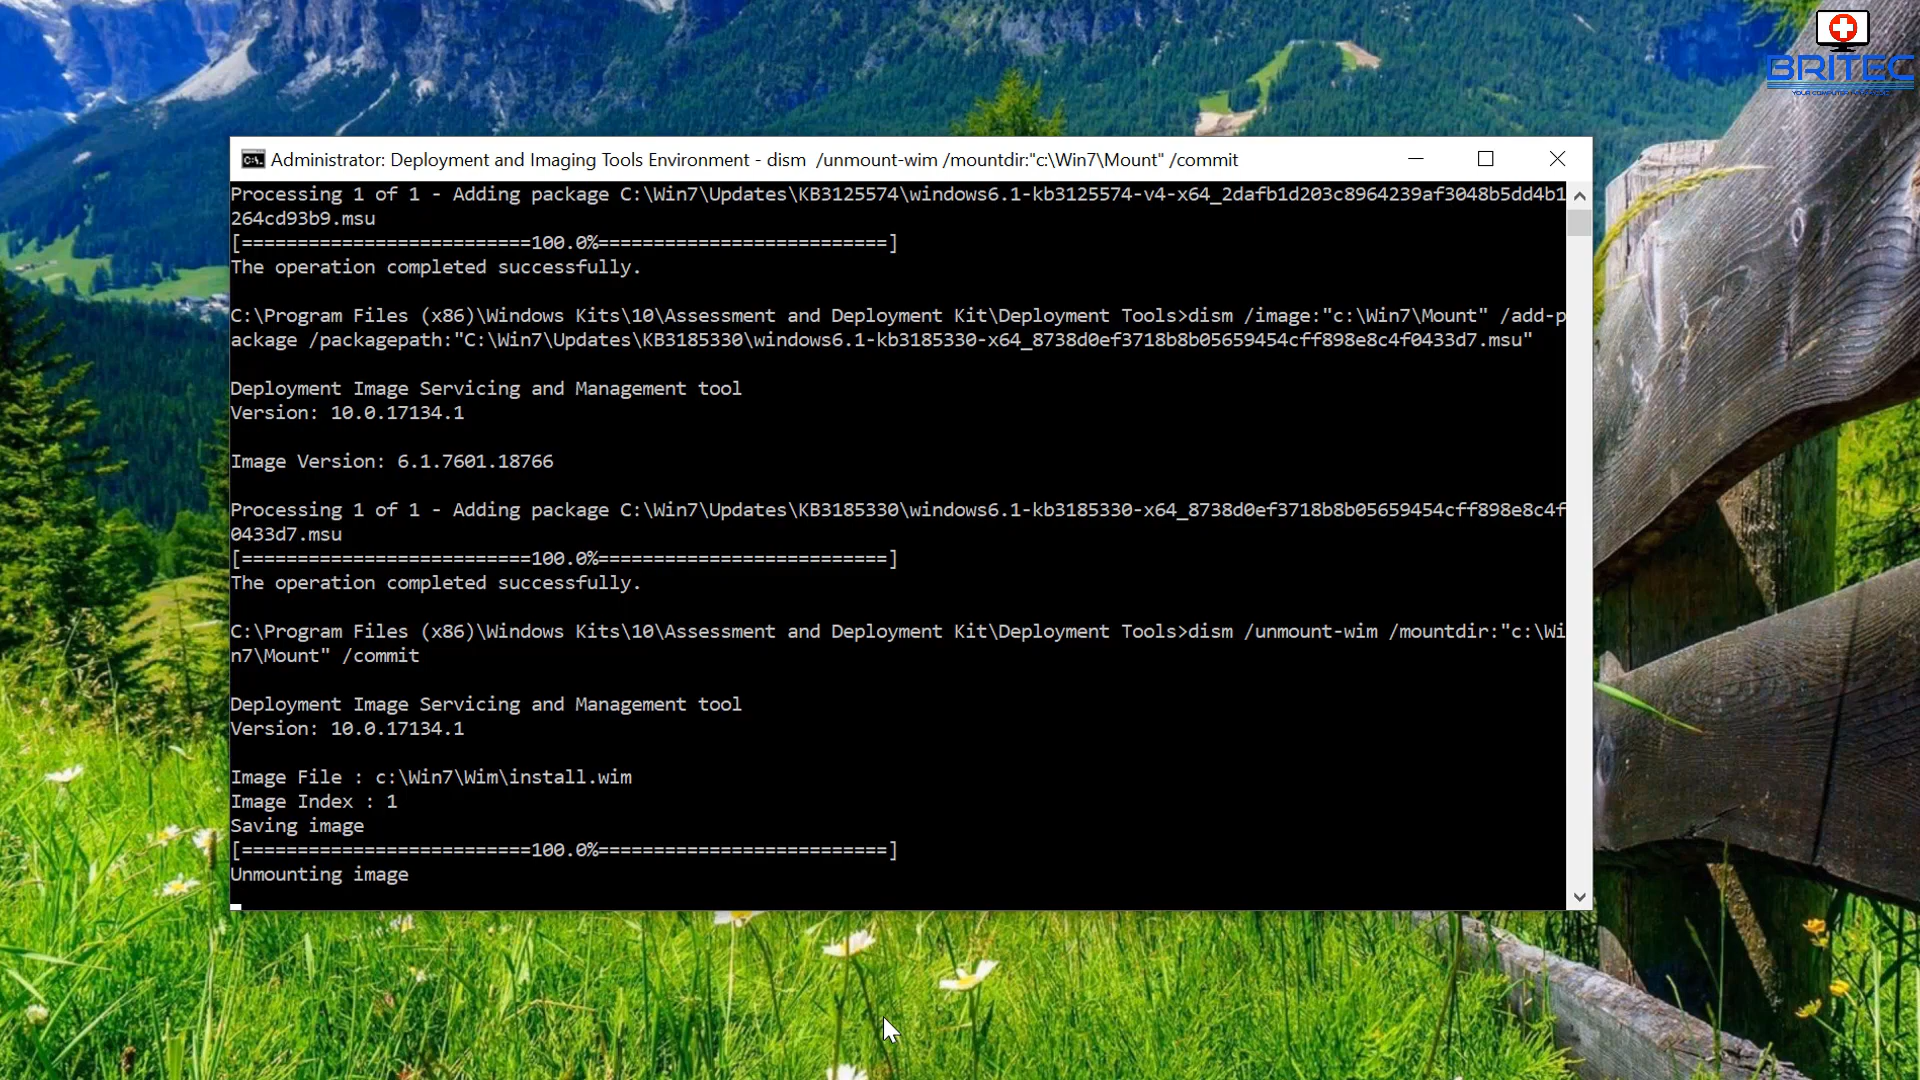 BRITEC
Administrator: Deployment and Imaging Tools Environment - dism  /unmount-wim /mountdir:"c:\Win7\Mount" /commit
Processing 1 of 1 - Adding package C:\Win7\Updates\KB3125574\windows6.1-kb3125574-v4-x64_2dafb1d203c8964239af3048b5dd4b1
264cd93b9.msu
[==========================100.0%==========================]
The operation completed successfully.
C:\Program Files (x86)\Windows Kits\10\Assessment and Deployment Kit\Deployment Tools>dism /image:"c:\Win7\Mount" /add-p
ackage /packagepath:"C:\Win7\Updates\KB3185330\windows6.1-kb3185330-x64_8738d0ef3718b8b05659454cff898e8c4f0433d7.msu"
Deployment Image Servicing and Management tool
Version: 10.0.17134.1
Image Version: 6.1.7601.18766
Processing 1 of 1 - Adding package C:\Win7\Updates\KB3185330\windows6.1-kb3185330-x64_8738d0ef3718b8b05659454cff898e8c4f
0433d7.msu
[==========================100.0%==========================]
The operation completed successfully.
C:\Program Files (x86)\Windows Kits\10\Assessment and Deployment Kit\Deployment Tools>dism /unmount-wim /mountdir:"c:\Wi
n7\Mount" /commit
Deployment Image Servicing and Management tool
Version: 10.0.17134.1
Image File : c:\Win7\Wim\install.wim
Image Index : 1
Saving image
[==========================100.0%==========================]
Unmounting image